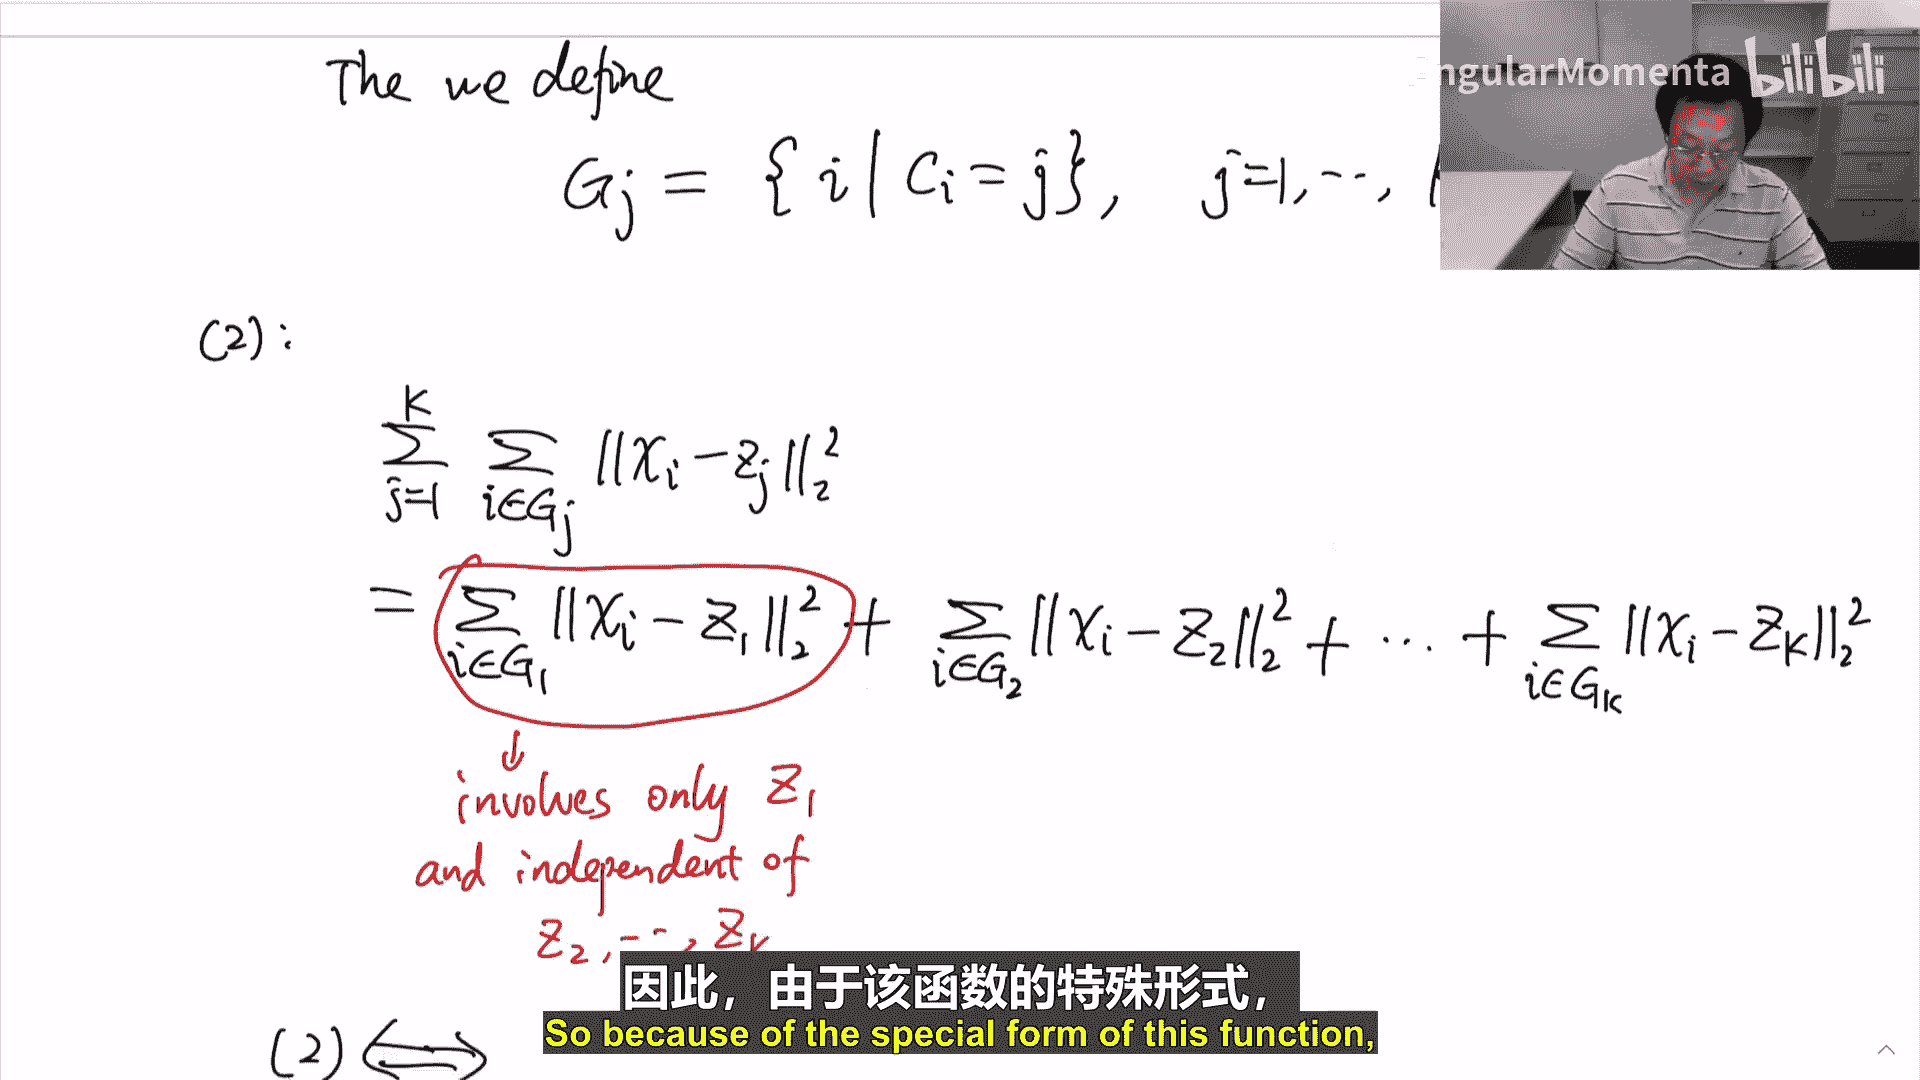 ngularMomenta bilibili
The we define
Gj = { i | Ci = j }, j=1, ..., 
(2):
K
∑ ∑ ||xi - zj||₂²
j=1 i∈Gj
= ∑ ||xi - z₁||₂² + ∑ ||xi - z₂||₂² + ... + ∑ ||xi - zK||₂²
i∈G₁ i∈G₂ i∈GK
↓
involves only z₁
and independent of
z₂, ..., zK
因此，由于该函数的特殊形式，
So because of the special form of this function,
(2) ⟺